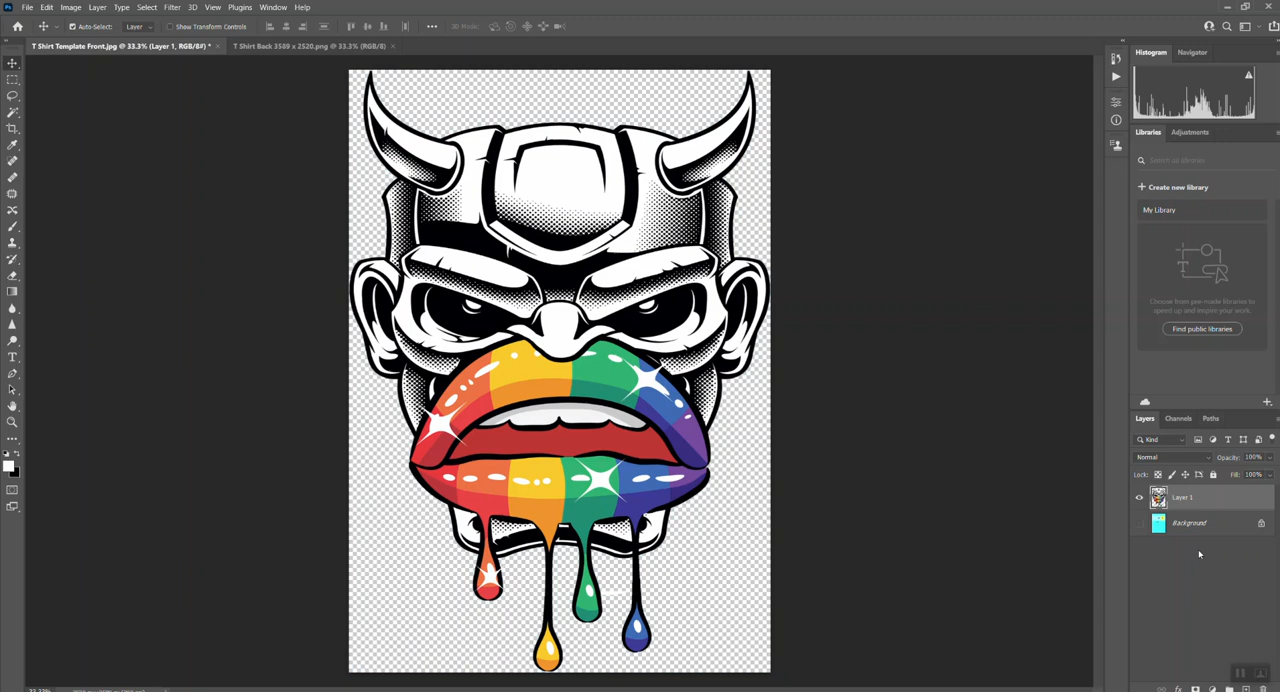 Ps File Edit Image Layer Type Select Filter 3D View Plugins Window Help
Auto-Select: Layer Show Transform Controls 3D Mode:
T Shirt Template Front.jpg @ 33.3% (Layer 1, RGB/8#) * × T Shirt Back 3589 x 2520.png @ 33.3% (RGB/8) ×
Histogram Navigator
Libraries Adjustments
Search all libraries
+ Create new library
My Library
Choose from pre-made libraries to
speed up and inspire your work.
Find public libraries
Layers Channels Paths
Kind
Normal Opacity: 100%
Lock: Fill: 100%
Layer 1
Background